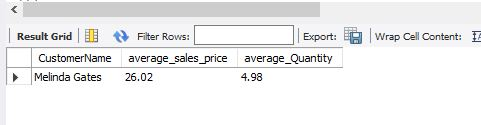 Result Grid Filter Rows: Export: Wrap Cell Content:
CustomerName average_sales_price average_Quantity
Melinda Gates 26.02 4.98